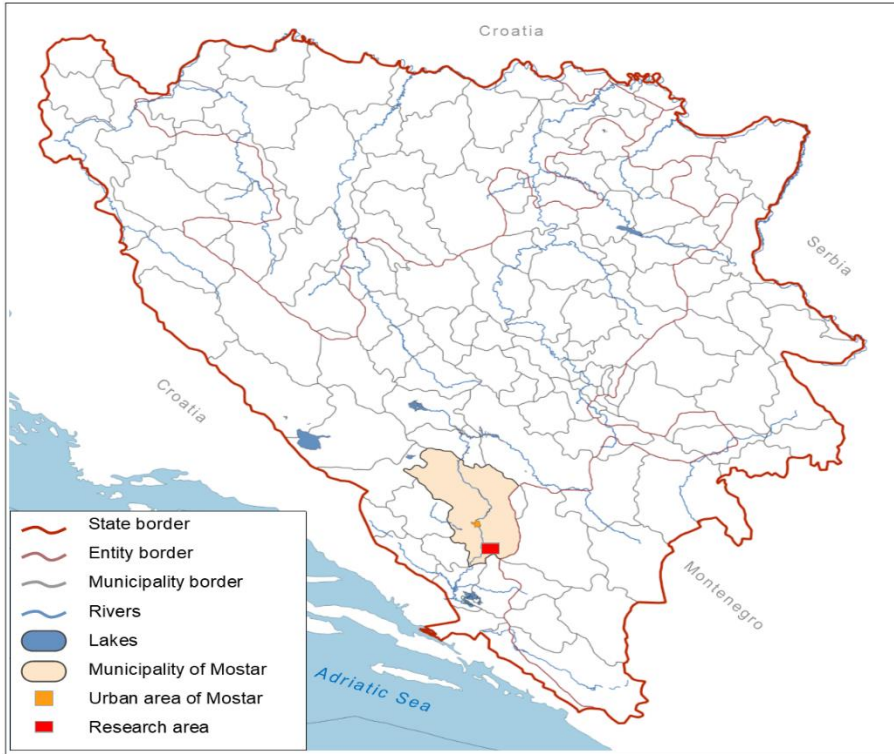 Croatia
Serbia
Croatia
Montenegro
Adriatic Sea
State border
Entity border
Municipality border
Rivers
Lakes
Municipality of Mostar
Urban area of Mostar
Research area